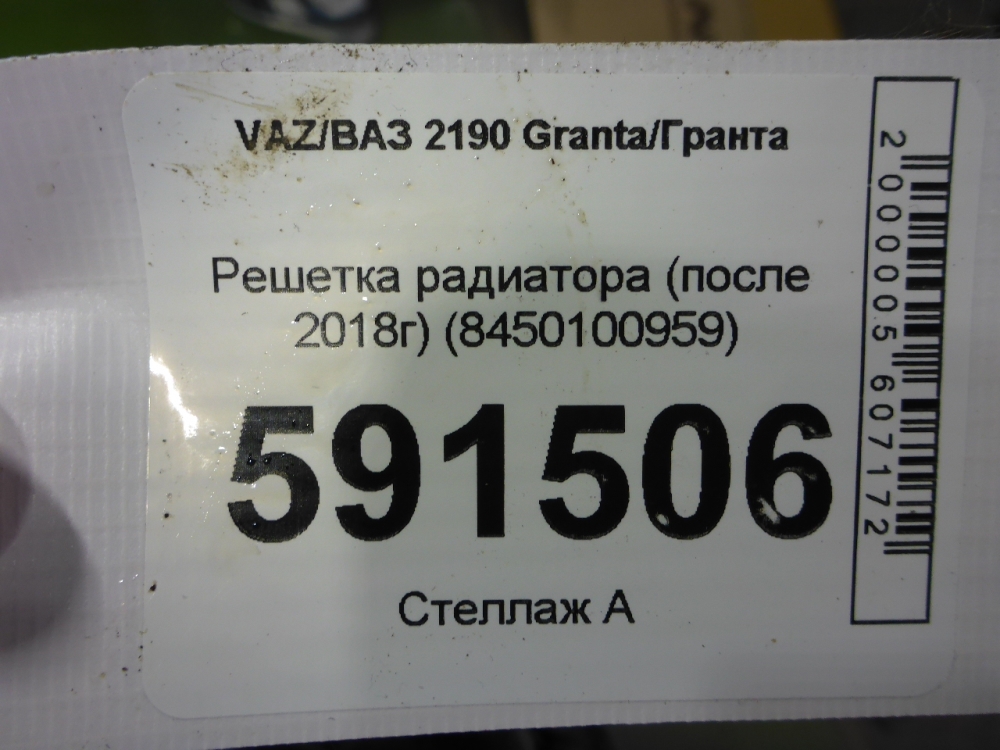 VAZ/ВАЗ 2190 Granta/Гранта
Решетка радиатора (после
2018г) (8450100959)
591506
Стеллаж А
2000005607172